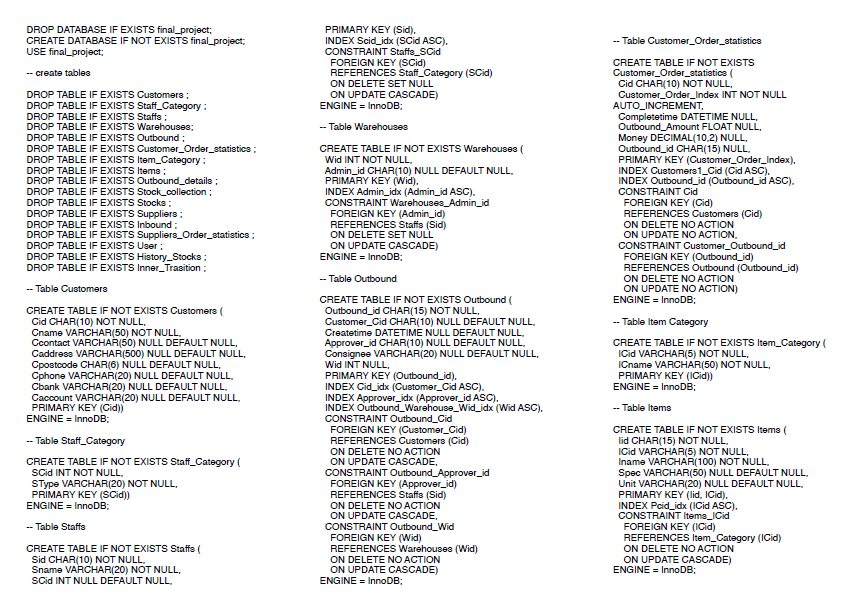 DROP DATABASE IF EXISTS final_project;
CREATE DATABASE IF NOT EXISTS final_project;
USE final_project;
-- create tables
DROP TABLE IF EXISTS Customers ;
DROP TABLE IF EXISTS Staff_Category ;
DROP TABLE IF EXISTS Staffs ;
DROP TABLE IF EXISTS Warehouses;
DROP TABLE IF EXISTS Outbound ;
DROP TABLE IF EXISTS Customer_Order_statistics ;
DROP TABLE IF EXISTS Item_Category ;
DROP TABLE IF EXISTS Items ;
DROP TABLE IF EXISTS Outbound_details ;
DROP TABLE IF EXISTS Stock_collection ;
DROP TABLE IF EXISTS Stocks ;
DROP TABLE IF EXISTS Suppliers ;
DROP TABLE IF EXISTS Inbound ;
DROP TABLE IF EXISTS Suppliers_Order_statistics ;
DROP TABLE IF EXISTS User ;
DROP TABLE IF EXISTS History_Stocks ;
DROP TABLE IF EXISTS Inner_Trasition ;
-- Table Customers
CREATE TABLE IF NOT EXISTS Customers (
Cid CHAR(10) NOT NULL,
Cname VARCHAR(50) NOT NULL,
Ccontact VARCHAR(50) NULL DEFAULT NULL,
Caddress VARCHAR(500) NULL DEFAULT NULL,
Cpostcode CHAR(6) NULL DEFAULT NULL,
Cphone VARCHAR(20) NULL DEFAULT NULL,
Cbank VARCHAR(20) NULL DEFAULT NULL,
Caccount VARCHAR(20) NULL DEFAULT NULL,
PRIMARY KEY (Cid))
ENGINE = InnoDB;
-- Table Staff_Category
CREATE TABLE IF NOT EXISTS Staff_Category (
SCid INT NOT NULL,
SType VARCHAR(20) NOT NULL,
PRIMARY KEY (SCid))
ENGINE = InnoDB;
-- Table Staffs
CREATE TABLE IF NOT EXISTS Staffs (
Sid CHAR(10) NOT NULL,
Sname VARCHAR(20) NOT NULL,
SCid INT NULL DEFAULT NULL,
PRIMARY KEY (Sid),
INDEX Scid_idx (SCid ASC),
CONSTRAINT Staffs_SCid
FOREIGN KEY (SCid)
REFERENCES Staff_Category (SCid)
ON DELETE SET NULL
ON UPDATE CASCADE)
ENGINE = InnoDB;
-- Table Warehouses
CREATE TABLE IF NOT EXISTS Warehouses (
Wid INT NOT NULL,
Admin_id CHAR(10) NULL DEFAULT NULL,
PRIMARY KEY (Wid),
INDEX Admin_idx (Admin_id ASC),
CONSTRAINT Warehouses_Admin_id
FOREIGN KEY (Admin_id)
REFERENCES Staffs (Sid)
ON DELETE SET NULL
ON UPDATE CASCADE)
ENGINE = InnoDB;
-- Table Outbound
CREATE TABLE IF NOT EXISTS Outbound (
Outbound_id CHAR(15) NOT NULL,
Customer_Cid CHAR(10) NULL DEFAULT NULL,
Createtime DATETIME NULL DEFAULT NULL,
Approver_id CHAR(10) NULL DEFAULT NULL,
Consignee VARCHAR(20) NULL DEFAULT NULL,
Wid INT NULL,
PRIMARY KEY (Outbound_id),
INDEX Cid_idx (Customer_Cid ASC),
INDEX Approver_idx (Approver_id ASC),
INDEX Outbound_Warehouse_Wid_idx (Wid ASC),
CONSTRAINT Outbound_Cid
FOREIGN KEY (Customer_Cid)
REFERENCES Customers (Cid)
ON DELETE NO ACTION
ON UPDATE CASCADE,
CONSTRAINT Outbound_Approver_id
FOREIGN KEY (Approver_id)
REFERENCES Staffs (Sid)
ON DELETE NO ACTION
ON UPDATE CASCADE,
CONSTRAINT Outbound_Wid
FOREIGN KEY (Wid)
REFERENCES Warehouses (Wid)
ON DELETE NO ACTION
ON UPDATE CASCADE)
ENGINE = InnoDB;
-- Table Customer_Order_statistics
CREATE TABLE IF NOT EXISTS
Customer_Order_statistics (
Cid CHAR(10) NOT NULL,
Customer_Order_Index INT NOT NULL
AUTO_INCREMENT,
Completetime DATETIME NULL,
Outbound_Amount FLOAT NULL,
Money DECIMAL(10,2) NULL,
Outbound_id CHAR(15) NULL,
PRIMARY KEY (Customer_Order_Index),
INDEX Customers1_Cid (Cid ASC),
INDEX Outbound_id (Outbound_id ASC),
CONSTRAINT Cid
FOREIGN KEY (Cid)
REFERENCES Customers (Cid)
ON DELETE NO ACTION
ON UPDATE NO ACTION,
CONSTRAINT Customer_Outbound_id
FOREIGN KEY (Outbound_id)
REFERENCES Outbound (Outbound_id)
ON DELETE NO ACTION
ON UPDATE NO ACTION)
ENGINE = InnoDB;
-- Table Item Category
CREATE TABLE IF NOT EXISTS Item_Category (
ICid VARCHAR(5) NOT NULL,
ICname VARCHAR(50) NOT NULL,
PRIMARY KEY (ICid))
ENGINE = InnoDB;
-- Table Items
CREATE TABLE IF NOT EXISTS Items (
Iid CHAR(15) NOT NULL,
ICid VARCHAR(5) NOT NULL,
Iname VARCHAR(100) NOT NULL,
Spec VARCHAR(50) NULL DEFAULT NULL,
Unit VARCHAR(20) NULL DEFAULT NULL,
PRIMARY KEY (Iid, ICid),
INDEX Pcid_idx (ICid ASC),
CONSTRAINT Items_ICid
FOREIGN KEY (ICid)
REFERENCES Item_Category (ICid)
ON DELETE NO ACTION
ON UPDATE CASCADE)
ENGINE = InnoDB;